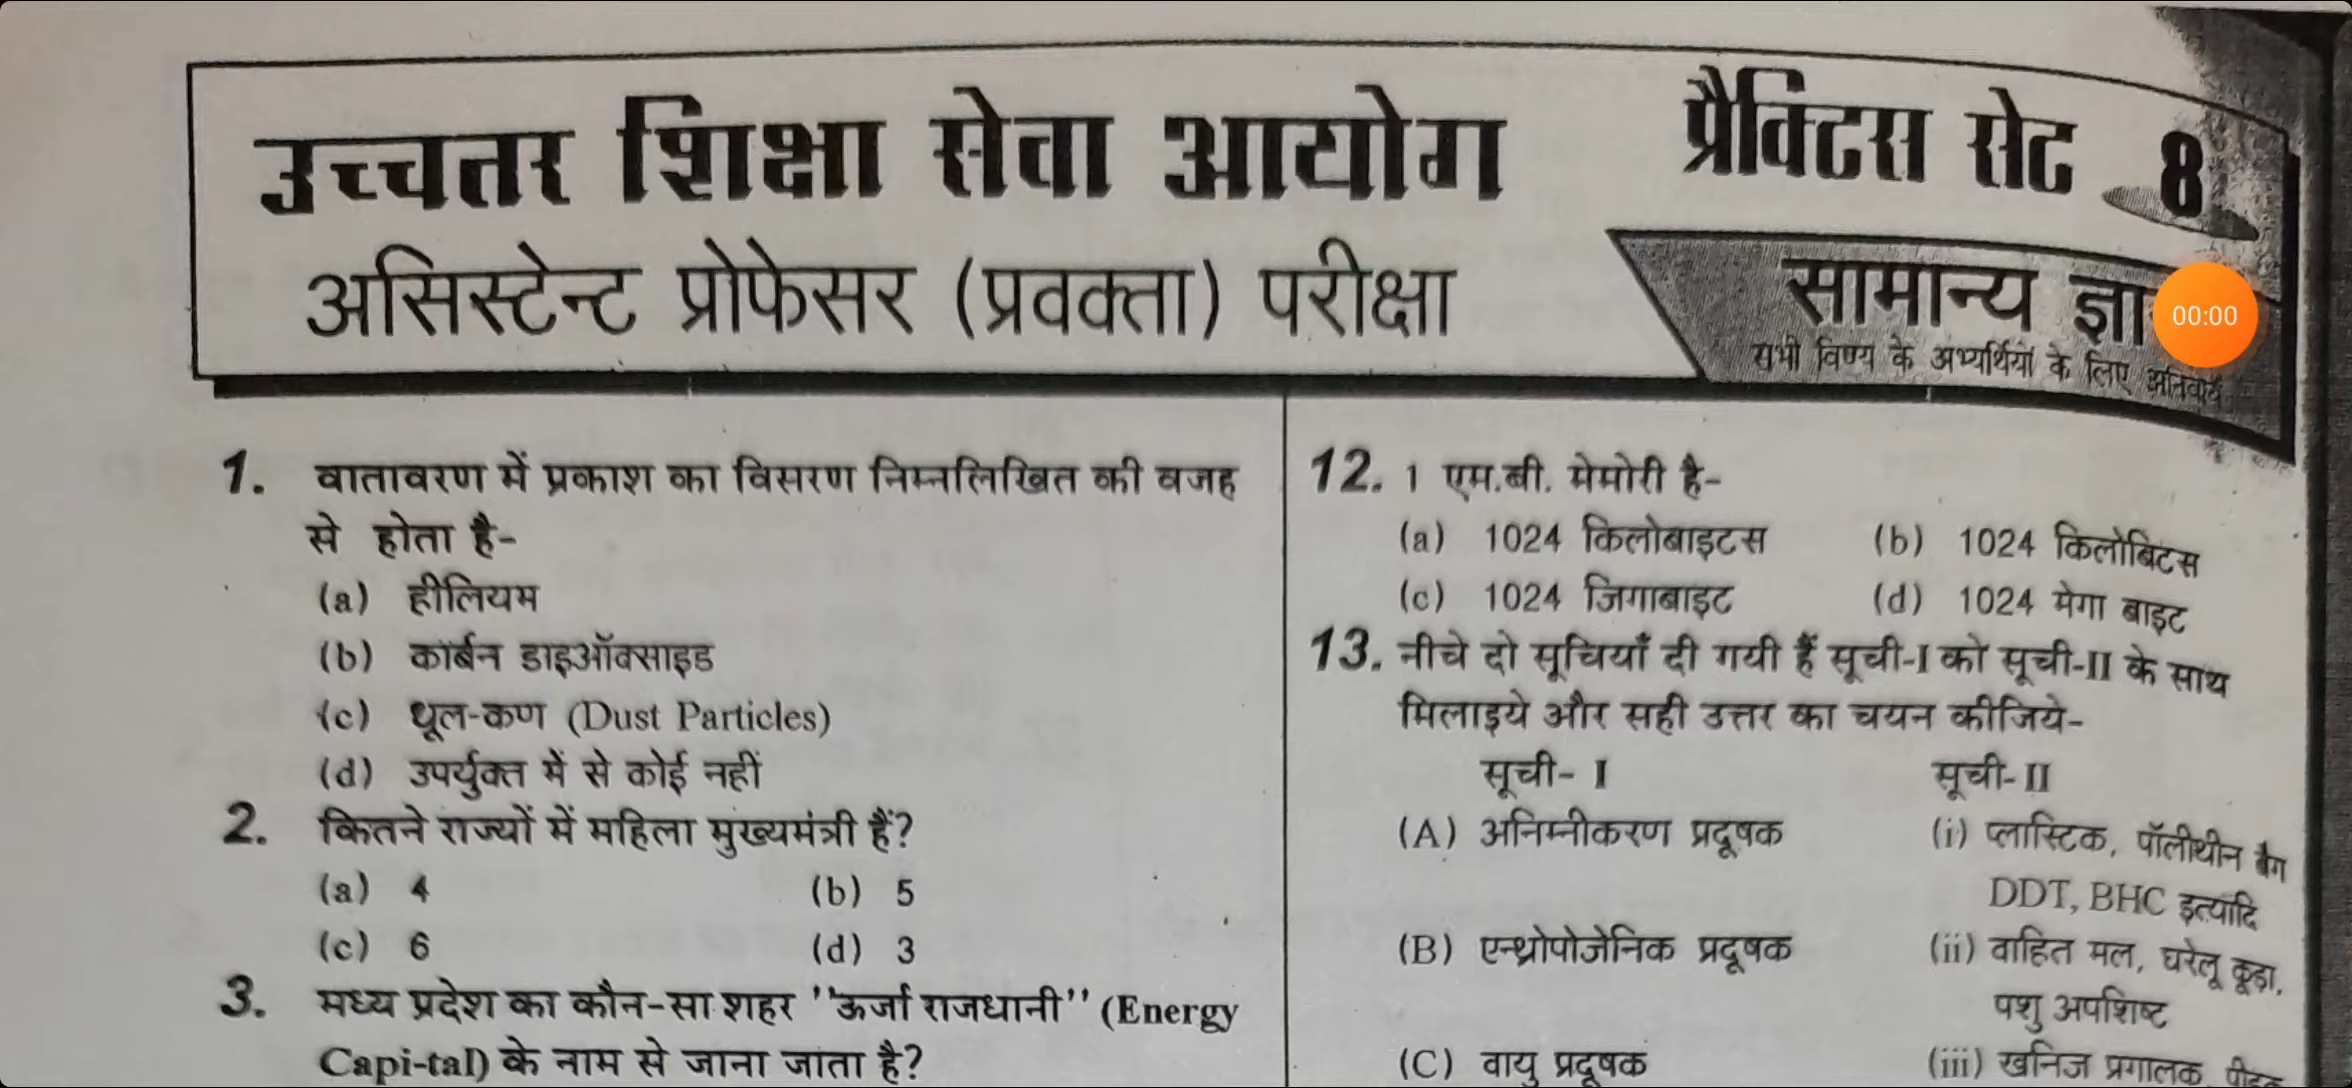 उच्चतर शिक्षा सेवा आयोग
असिस्टेन्ट प्रोफेसर (प्रवक्ता) परीक्षा
प्रैक्टिस सेट 8
सामान्य
सभी विषय के अभ्यर्थियों के लिए अनिवार्य
00:00
1. वातावरण में प्रकाश का विसरण निम्नलिखित की वजह
से होता है-
(a) हीलियम
(b) कार्बन डाइऑक्साइड
(c) धूल-कण (Dust Particles)
(d) उपर्युक्त में से कोई नहीं
2. कितने राज्यों में महिला मुख्यमंत्री हैं?
(a) 4 (b) 5
(c) 6 (d) 3
3. मध्य प्रदेश का कौन-सा शहर ''ऊर्जा राजधानी'' (Energy
Capi-tal) के नाम से जाना जाता है?
12. 1 एम.बी. मेमोरी है-
(a) 1024 किलोबाइटस (b) 1024 किलोबिटस
(c) 1024 जिगाबाइट (d) 1024 मेगा बाइट
13. नीचे दो सूचियाँ दी गयी हैं सूची-I को सूची-II के साथ
मिलाइये और सही उत्तर का चयन कीजिये-
सूची- I सूची-II
(A) अनिम्नीकरण प्रदूषक (i) प्लास्टिक, पॉलीथीन बैग
DDT, BHC इत्यादि
(B) एन्थ्रोपोजेनिक प्रदूषक (ii) वाहित मल, घरेलू कूड़ा,
पशु अपशिष्ट
(C) वायु प्रदूषक (iii) खनिज प्रगालक